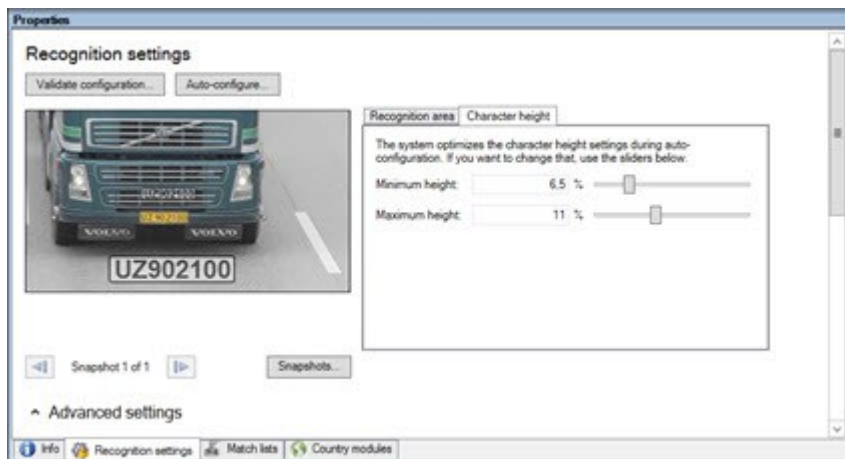 Properties
Recognition settings
Validate configuration...
Auto-configure...
Recognition area
Character height
The system optimizes the character height settings during auto-
configuration. If you want to change that, use the sliders below.
Minimum height:
6.5 %
Maximum height:
11 %
VOLVO VOLVO
UZ902100
Snapshot 1 of 1
Snapshots...
Advanced settings
Info
Recognition settings
Match lists
Country modules